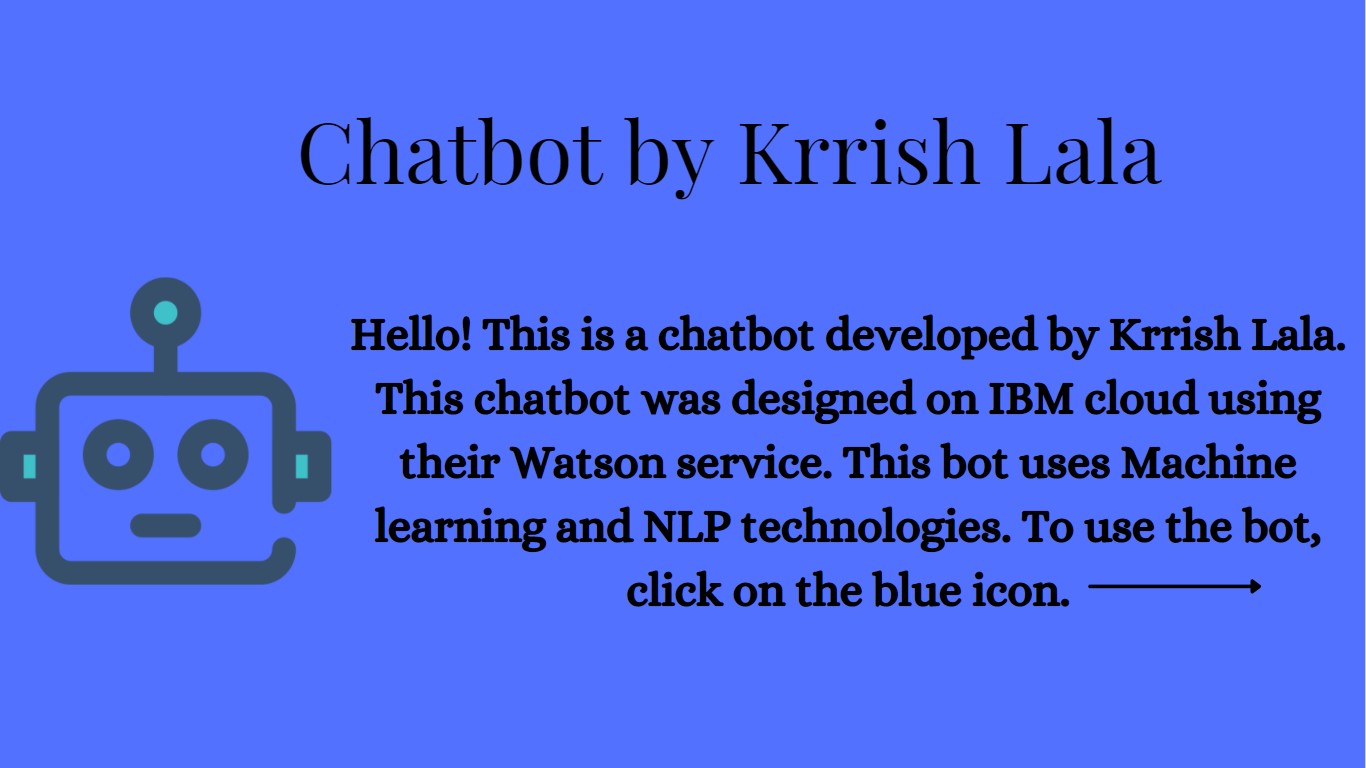 Chatbot by Krrish Lala
Hello! This is a chatbot developed by Krrish Lala.
This chatbot was designed on IBM cloud using
their Watson service. This bot uses Machine
learning and NLP technologies. To use the bot,
click on the blue icon.